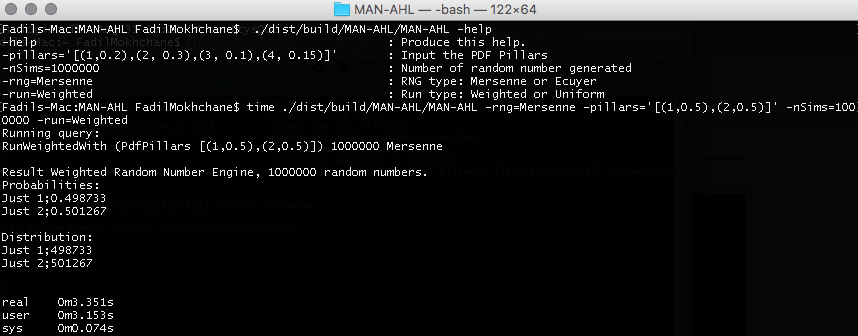 MAN-AHL — -bash — 122×64
[Fadils-Mac:MAN-AHL FadilMokhchane$ ./dist/build/MAN-AHL/MAN-AHL -help
-help : Produce this help.
-pillars='[(1,0.2),(2, 0.3),(3, 0.1),(4, 0.15)]' : Input the PDF Pillars
-nSims=1000000 : Number of random number generated
-rng=Mersenne : RNG type: Mersenne or Ecuyer
-run=Weighted : Run type: Weighted or Uniform
[Fadils-Mac:MAN-AHL FadilMokhchane$ time ./dist/build/MAN-AHL/MAN-AHL -rng=Mersenne -pillars='[(1,0.5),(2,0.5)]' -nSims=100
0000 -run=Weighted
Running query:
RunWeightedWith (PdfPillars [(1,0.5),(2,0.5)]) 1000000 Mersenne
Result Weighted Random Number Engine, 1000000 random numbers.
Probabilities:
Just 1;0.498733
Just 2;0.501267
Distribution:
Just 1;498733
Just 2;501267
real 0m3.351s
user 0m3.153s
sys 0m0.074s